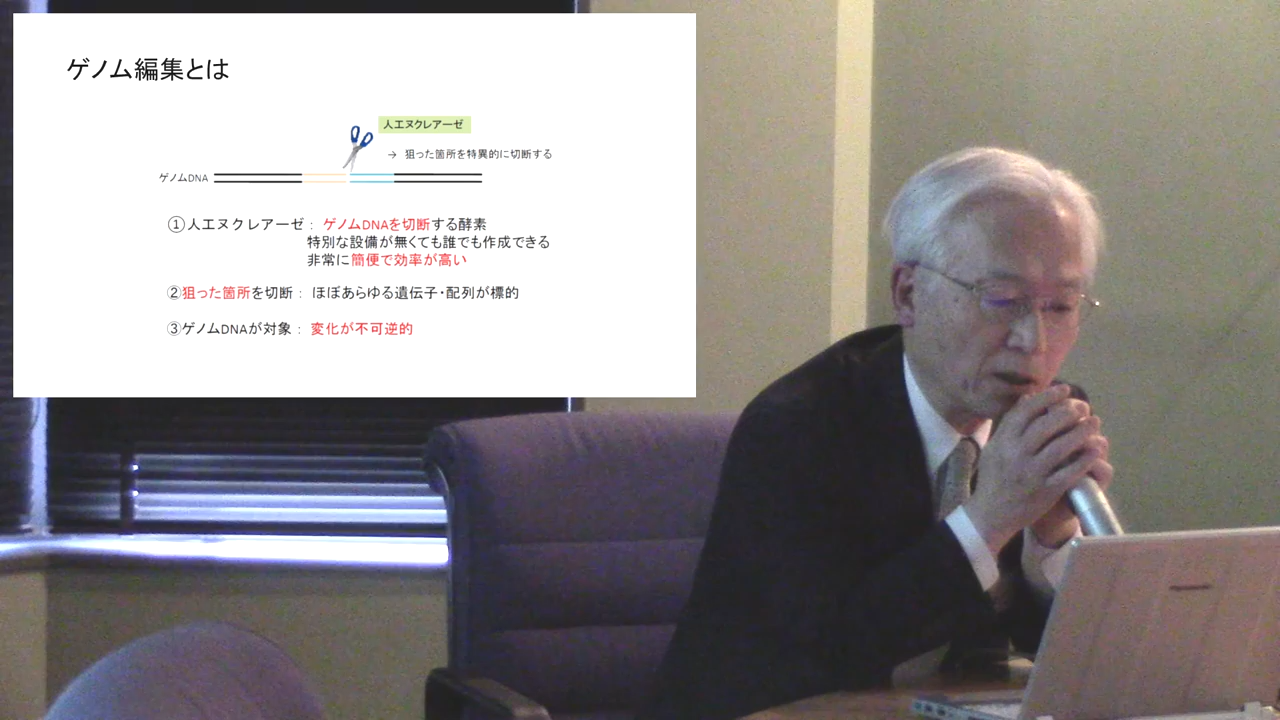 ゲノム編集とは
人工ヌクレアーゼ
→ 狙った箇所を特異的に切断する
ゲノムDNA
①人工ヌクレアーゼ： ゲノムDNAを切断する酵素
特別な設備が無くても誰でも作成できる
非常に簡便で効率が高い
②狙った箇所を切断： ほぼあらゆる遺伝子・配列が標的
③ゲノムDNAが対象： 変化が不可逆的